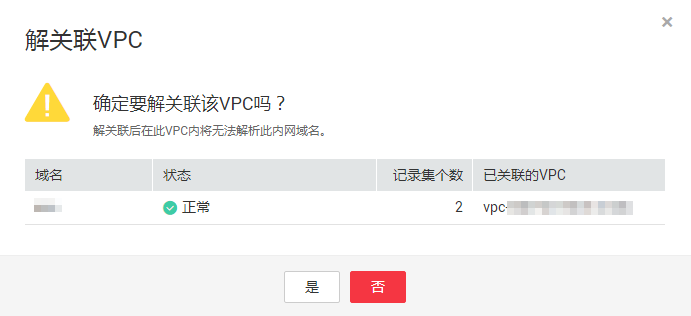 解关联VPC
确定要解关联该VPC吗？
解关联后在此VPC内将无法解析此内网域名。
域名 状态 记录集个数 已关联的VPC
正常 2 vpc-
是 否